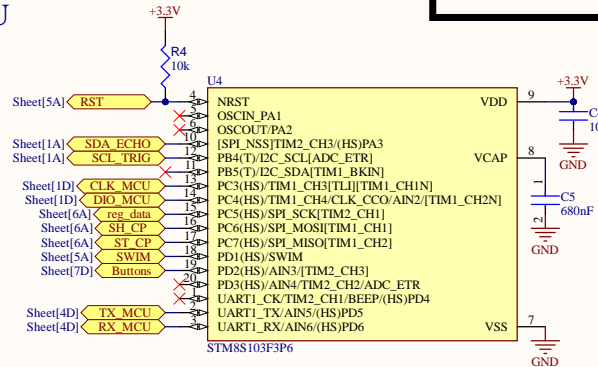 U
+3.3V
R4
10k
U4
+3.3V
Sheet[5A] RST 4 NRST VDD 9
5 OSCIN_PA1
6 OSCOUT/PA2
Sheet[1A] SDA_ECHO 10 [SPI_NSS]TIM2_CH3/(HS)PA3
Sheet[1A] SCL_TRIG 12 PB4(T)/I2C_SCL[ADC_ETR] VCAP 8
11 PB5(T)/I2C_SDA[TIM1_BKIN]
Sheet[1D] CLK_MCU 13 PC3(HS)/TIM1_CH3[TLI][TIM1_CH1N]
Sheet[1D] DIO_MCU 14 PC4(HS)/TIM1_CH4/CLK_CCO/AIN2/[TIM1_CH2N]
Sheet[6A] reg_data 15 PC5(HS)/SPI_SCK[TIM2_CH1]
Sheet[6A] SH_CP 16 PC6(HS)/SPI_MOSI[TIM1_CH1]
Sheet[6A] ST_CP 17 PC7(HS)/SPI_MISO[TIM1_CH2]
Sheet[5A] SWIM 18 PD1(HS)/SWIM
Sheet[7D] Buttons 19 PD2(HS)/AIN3/[TIM2_CH3]
20 PD3(HS)/AIN4/TIM2_CH2/ADC_ETR
1 UART1_CK/TIM2_CH1/BEEP/(HS)PD4
Sheet[4D] TX_MCU 2 UART1_TX/AIN5/(HS)PD5
Sheet[4D] RX_MCU 3 UART1_RX/AIN6/(HS)PD6 VSS 7
STM8S103F3P6
GND
1
C5
680nF
2
GND
GND